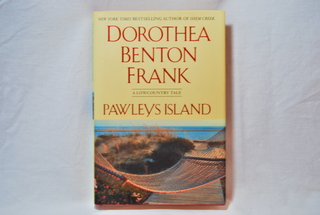 NEW YORK TIMES BESTSELLING AUTHOR OF SHEM CREEK
DOROTHEA
BENTON
FRANK
A LOWCOUNTRY TALE
PAWLEYS ISLAND